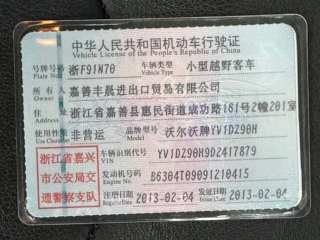 中华人民共和国机动车行驶证
Vehicle License of the People's Republic of China
号牌号码 浙F91N70 车辆类型 小型越野客车
Plate No. Vehicle Type
所有人 嘉善丰晨进出口贸易有限公司
Owner
住址 浙江省嘉善县惠民街道成功路161号2幢201室
Address
使用性质 非营运 品牌型号 沃尔沃牌YV1DZ90H
Use Character Model
浙江省嘉兴 车辆识别代号 YV1DZ90H9D2417879
VIN
市公安局交 发动机号码 B6304T09091210415
Engine No.
通警察支队 注册日期 2013-02-04 发证日期 2013-02-04
Register Date Issue Date